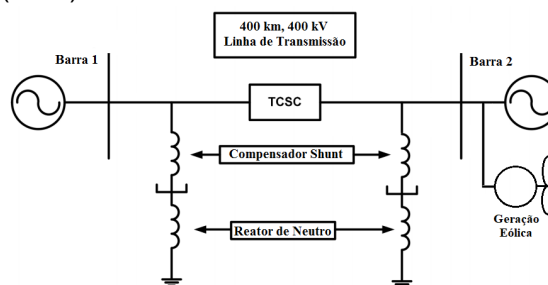 400 km, 400 kV
Linha de Transmissão
Barra 1
Barra 2
TCSC
Compensador Shunt
Reator de Neutro
Geração
Eólica